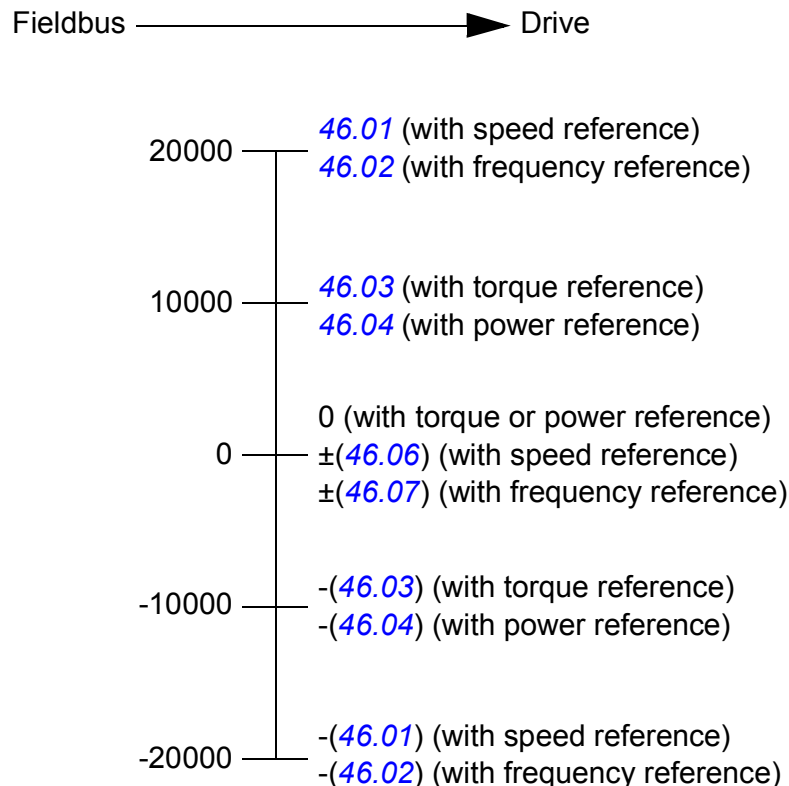 Fieldbus Drive
20000
46.01 (with speed reference)
46.02 (with frequency reference)
10000
46.03 (with torque reference)
46.04 (with power reference)
0 (with torque or power reference)
0
±(46.06) (with speed reference)
±(46.07) (with frequency reference)
-10000
-(46.03) (with torque reference)
-(46.04) (with power reference)
-20000
-(46.01) (with speed reference)
-(46.02) (with frequency reference)